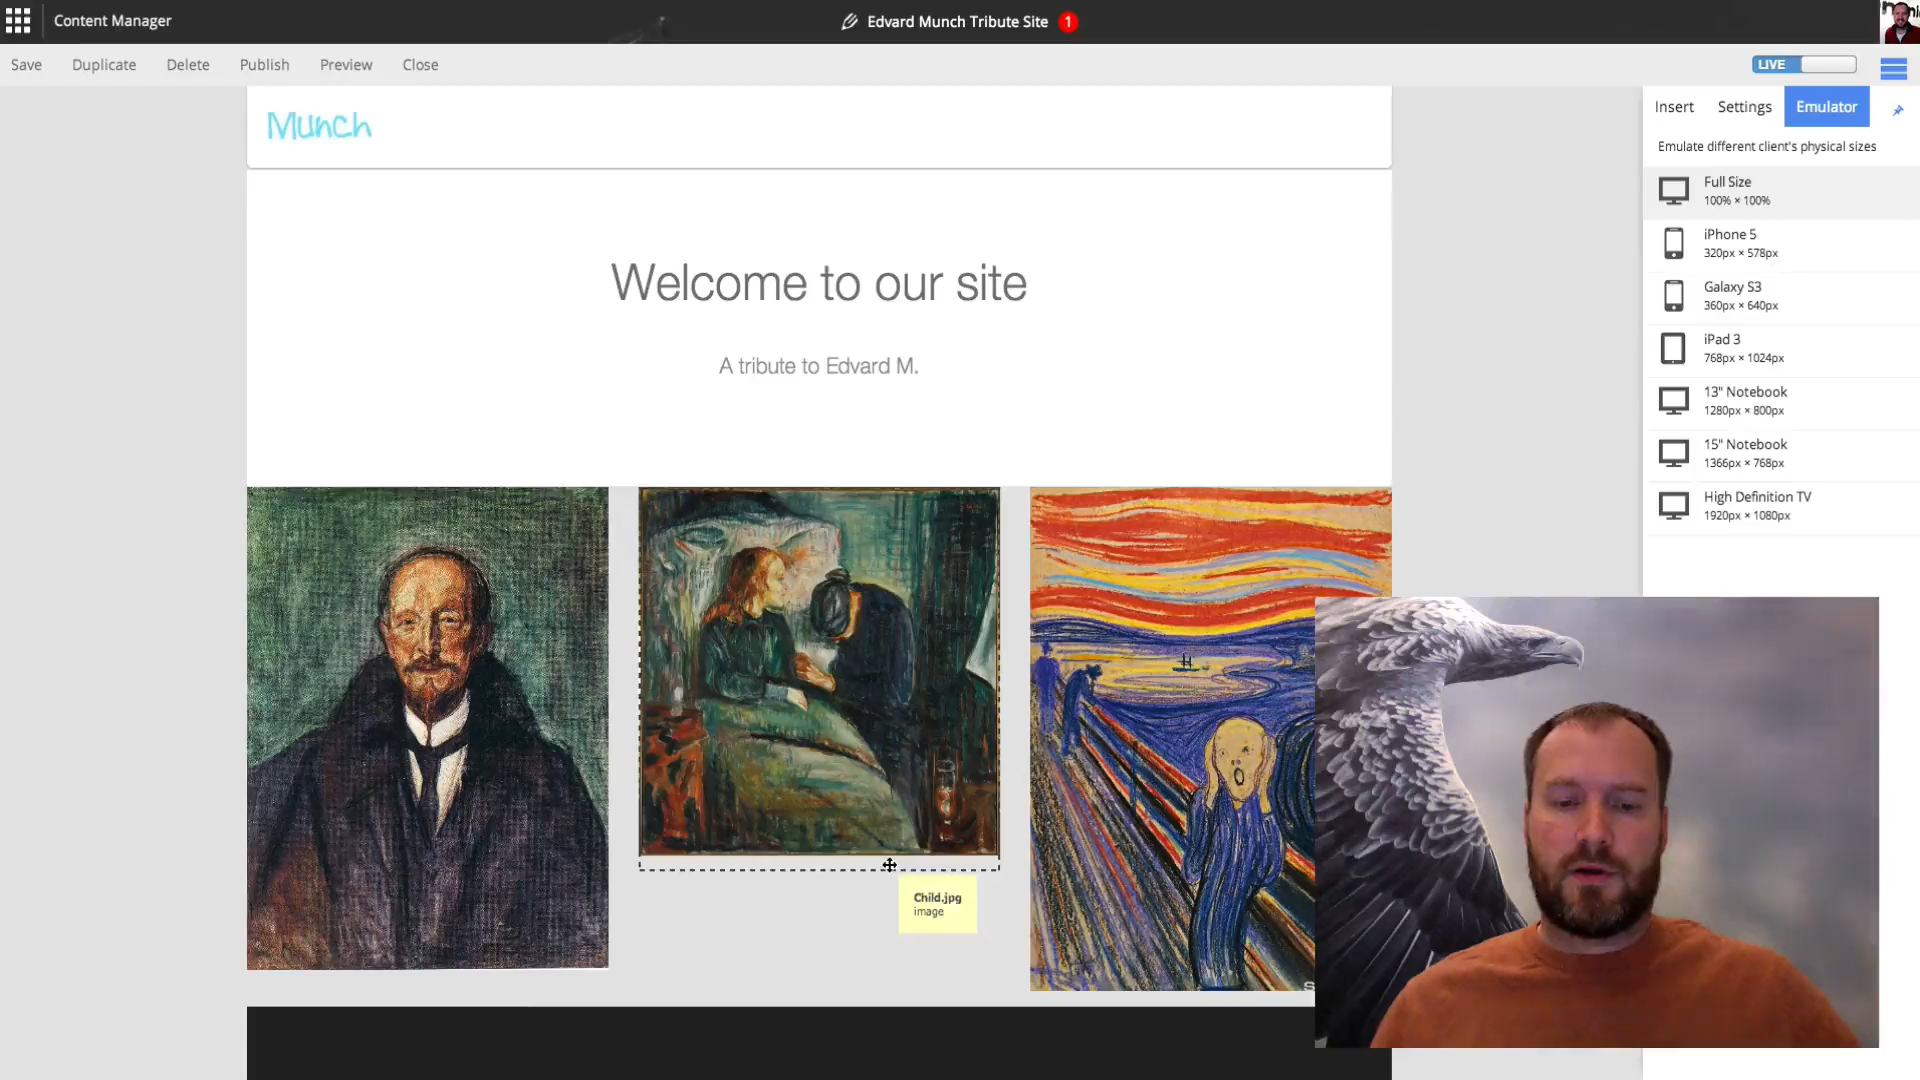 Content Manager
Edvard Munch Tribute Site 1
Save Duplicate Delete Publish Preview Close
LIVE
Munch
Welcome to our site
A tribute to Edvard M.
Child.jpg
image
Insert Settings Emulator
Emulate different client's physical sizes
Full Size
100% × 100%
iPhone 5
320px × 578px
Galaxy S3
360px × 640px
iPad 3
768px × 1024px
13" Notebook
1280px × 800px
15" Notebook
1366px × 768px
High Definition TV
1920px × 1080px